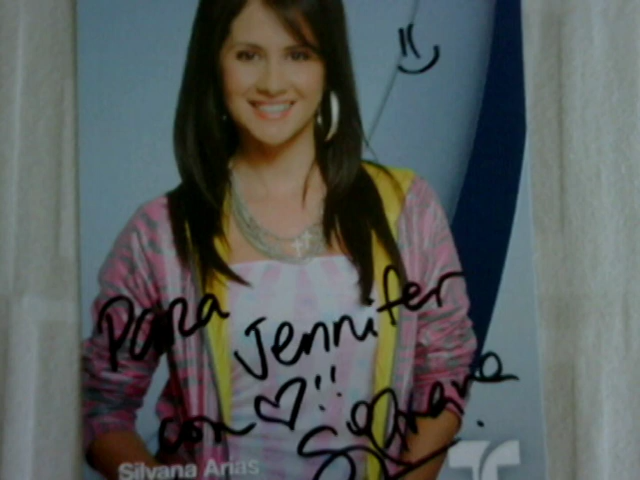 Para
Jennifer
con ♡!!
Silvana
Silvana Arias